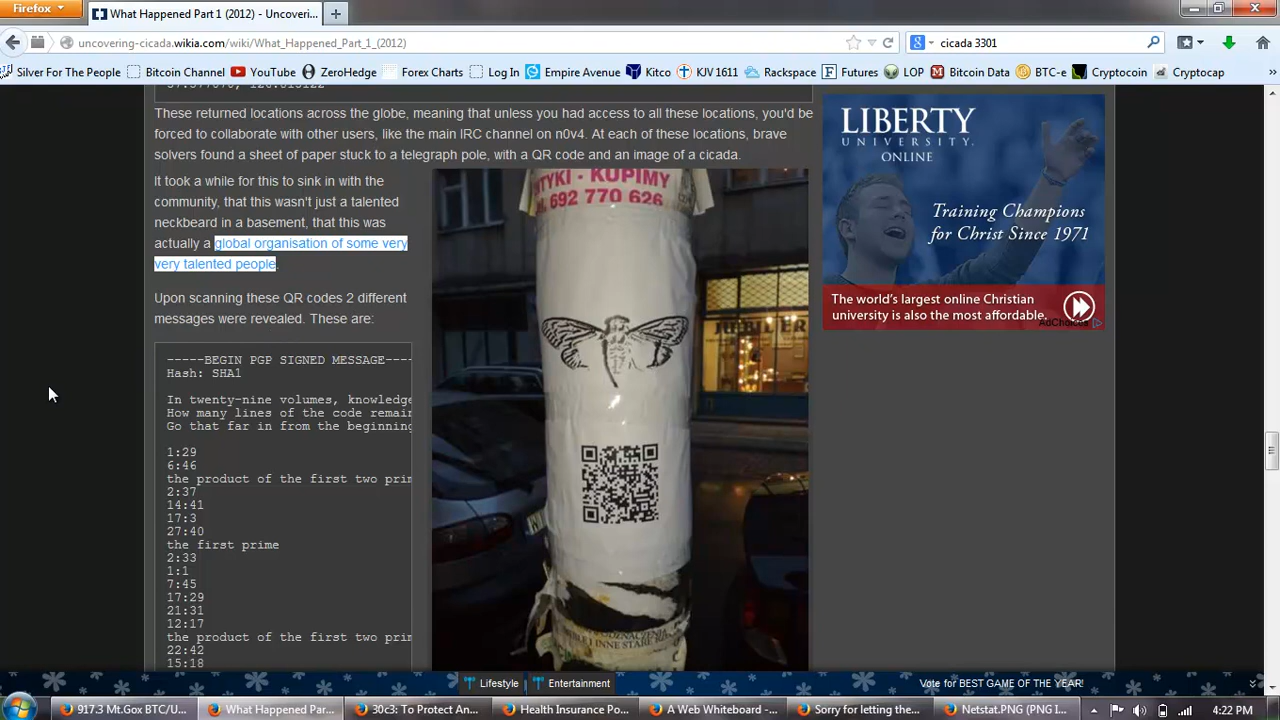 Firefox
What Happened Part 1 (2012) - Uncoveri...
uncovering-cicada.wikia.com/wiki/What_Happened_Part_1_(2012)
cicada 3301
Silver For The People
Bitcoin Channel
YouTube
ZeroHedge
Forex Charts
Log In
Empire Avenue
Kitco
KJV 1611
Rackspace
Futures
LOP
Bitcoin Data
BTC-e
Cryptocoin
Cryptocap
These returned locations across the globe, meaning that unless you had access to all these locations, you'd be
forced to collaborate with other users, like the main IRC channel on n0v4. At each of these locations, brave
solvers found a sheet of paper stuck to a telegraph pole, with a QR code and an image of a cicada.
It took a while for this to sink in with the
community, that this wasn't just a talented
neckbeard in a basement, that this was
actually a global organisation of some very
very talented people.
Upon scanning these QR codes 2 different
messages were revealed. These are:
-----BEGIN PGP SIGNED MESSAGE----
Hash: SHA1
In twenty-nine volumes, knowledge
How many lines of the code remain
Go that far in from the beginning
1:29
6:46
the product of the first two prim
2:37
14:41
17:3
27:40
the first prime
2:33
1:1
7:45
17:29
21:31
12:17
the product of the first two prim
22:42
15:18
KUPIMY
692 770 626
LIBERTY
UNIVERSITY
ONLINE
Training Champions
for Christ Since 1971
The world's largest online Christian
university is also the most affordable.
AdChoices
Lifestyle
Entertainment
Vote for BEST GAME OF THE YEAR!
917.3 Mt.Gox BTC/U...
What Happened Par...
30c3: To Protect An...
Health Insurance Po...
A Web Whiteboard -...
Sorry for letting the...
Netstat.PNG (PNG I...
4:22 PM